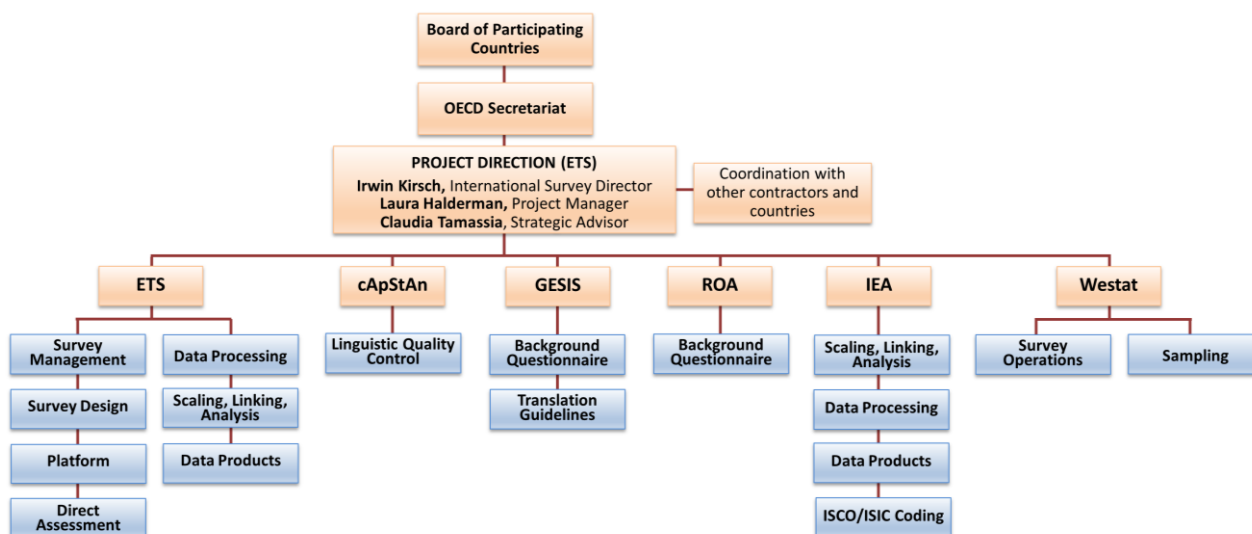 Board of Participating
Countries
OECD Secretariat
PROJECT DIRECTION (ETS)
Irwin Kirsch, International Survey Director
Laura Halderman, Project Manager
Claudia Tamassia, Strategic Advisor
Coordination with
other contractors and
countries
ETS
cApStAn
GESIS
ROA
IEA
Westat
Survey
Management
Survey Design
Platform
Direct
Assessment
Data Processing
Scaling, Linking,
Analysis
Data Products
Linguistic Quality
Control
Background
Questionnaire
Translation
Guidelines
Background
Questionnaire
Scaling, Linking,
Analysis
Data Processing
Data Products
ISCO/ISIC Coding
Survey
Operations
Sampling